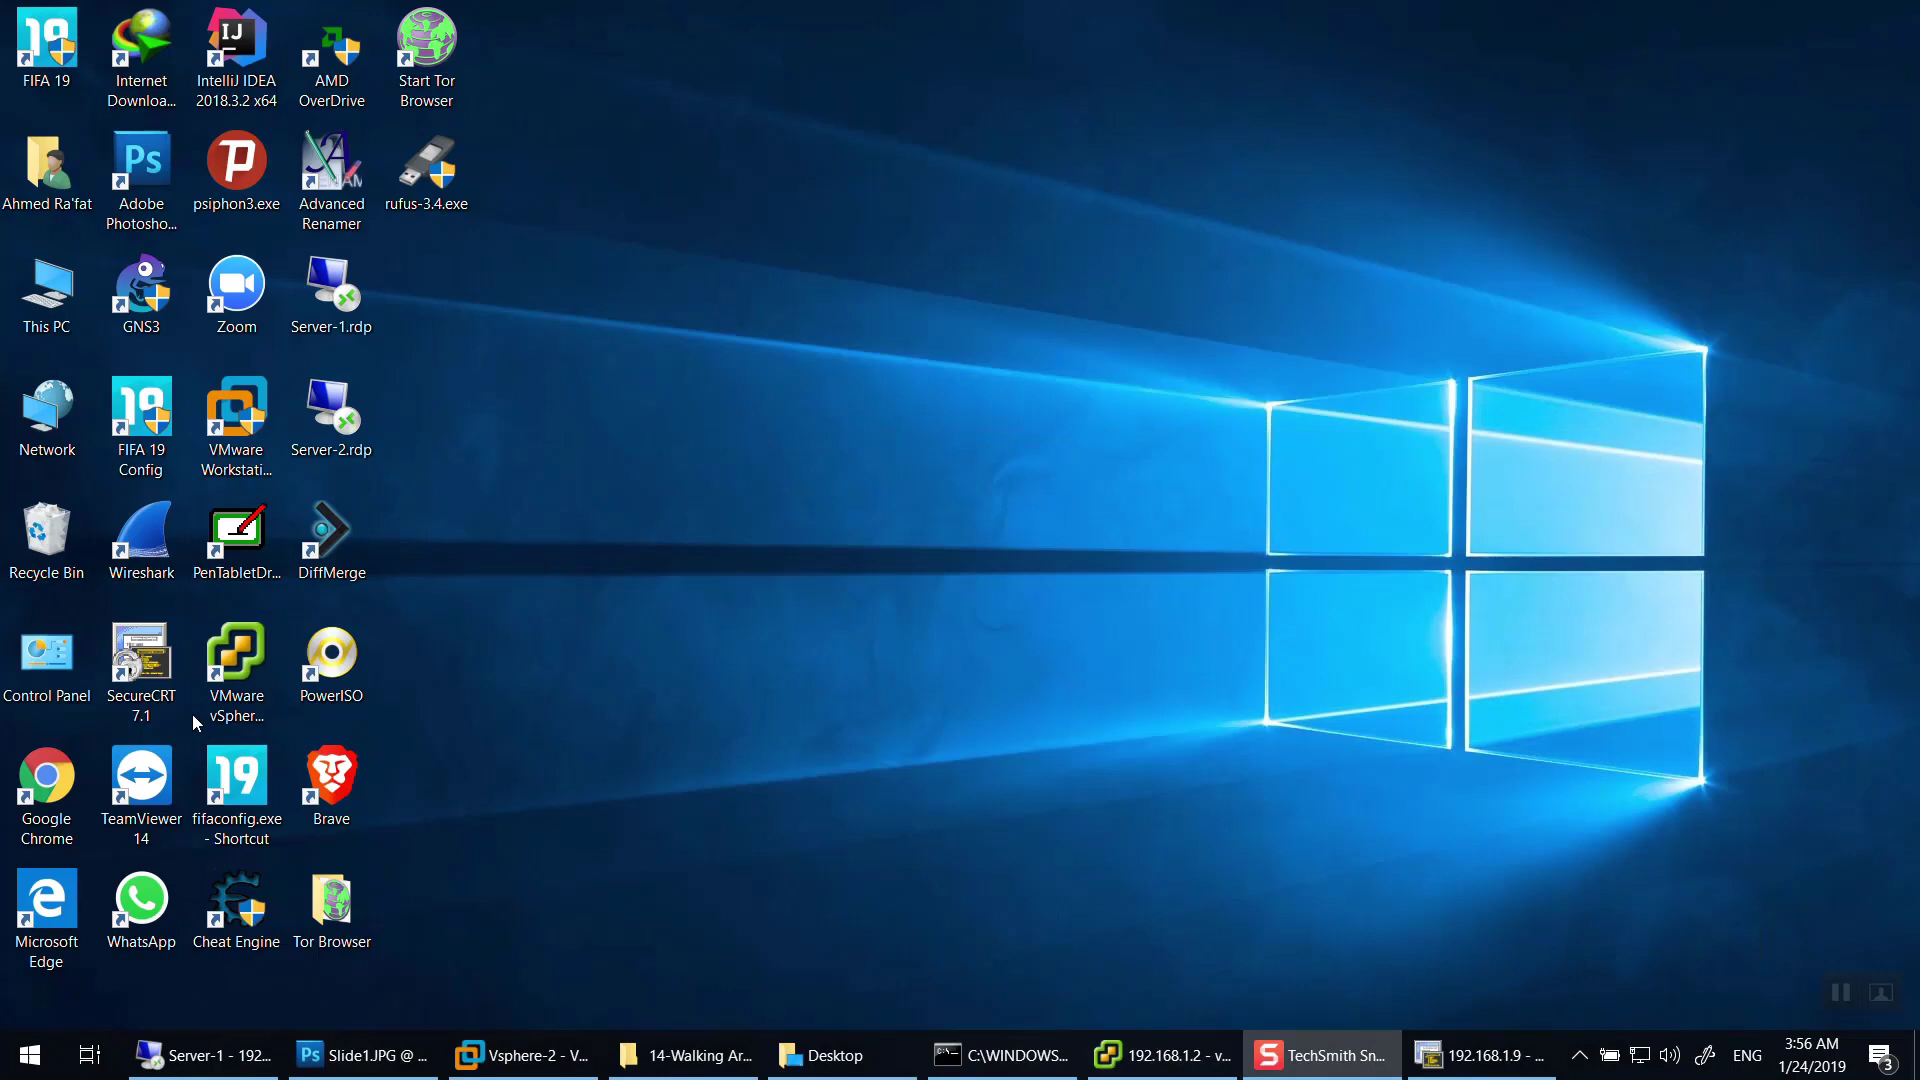 FIFA 19
Internet
Downloa...
IntelliJ IDEA
2018.3.2 x64
AMD
OverDrive
Start Tor
Browser
Ahmed Ra'fat
Adobe
Photosho...
psiphon3.exe
Advanced
Renamer
rufus-3.4.exe
This PC
GNS3
Zoom
Server-1.rdp
Network
FIFA 19
Config
VMware
Workstati...
Server-2.rdp
Recycle Bin
Wireshark
PenTabletDr...
DiffMerge
Control Panel
SecureCRT
7.1
VMware
vSpher...
PowerISO
Google
Chrome
TeamViewer
14
fifaconfig.exe
- Shortcut
Brave
Microsoft
Edge
WhatsApp
Cheat Engine
Tor Browser
Server-1 - 192...
Slide1.JPG @ ...
Vsphere-2 - V...
14-Walking Ar...
Desktop
C:\WINDOWS...
192.168.1.2 - v...
TechSmith Sn...
192.168.1.9 - ...
ENG
3:56 AM
1/24/2019
3